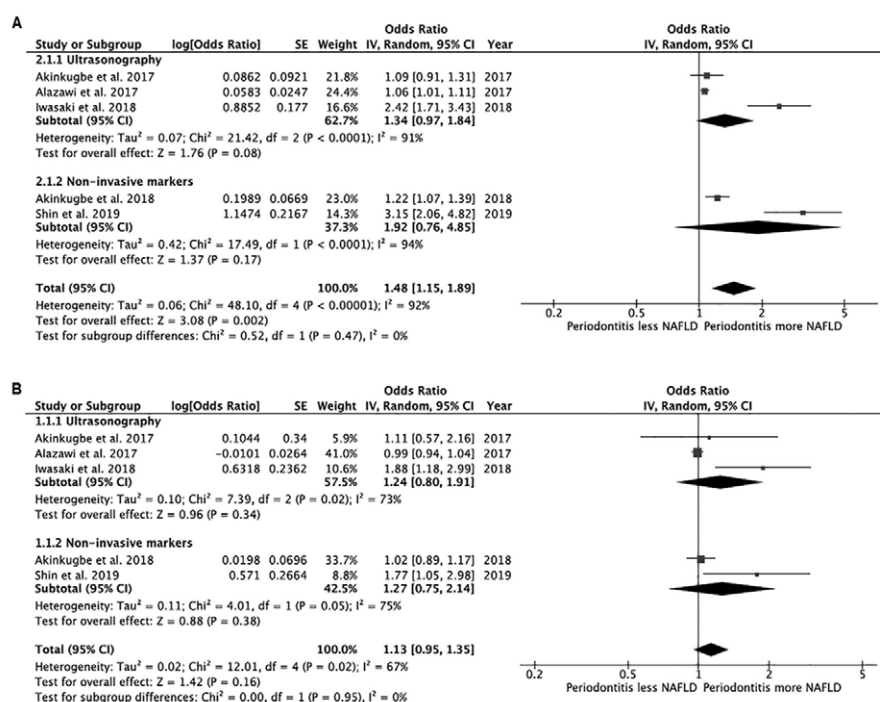 A
Odds Ratio Odds Ratio
Study or Subgroup log[Odds Ratio] SE Weight IV, Random, 95% CI Year IV, Random, 95% CI
2.1.1 Ultrasonography
Akinkugbe et al. 2017 0.0862 0.0921 21.8% 1.09 [0.91, 1.31] 2017
Alazawi et al. 2017 0.0583 0.0247 24.4% 1.06 [1.01, 1.11] 2017
Iwasaki et al. 2018 0.8852 0.177 16.6% 2.42 [1.71, 3.43] 2018
Subtotal (95% CI) 62.7% 1.34 [0.97, 1.84]
Heterogeneity: Tau² = 0.07; Chi² = 21.42, df = 2 (P < 0.0001); I² = 91%
Test for overall effect: Z = 1.76 (P = 0.08)
2.1.2 Non-invasive markers
Akinkugbe et al. 2018 0.1989 0.0669 23.0% 1.22 [1.07, 1.39] 2018
Shin et al. 2019 1.1474 0.2167 14.3% 3.15 [2.06, 4.82] 2019
Subtotal (95% CI) 37.3% 1.92 [0.76, 4.85]
Heterogeneity: Tau² = 0.42; Chi² = 17.49, df = 1 (P < 0.0001); I² = 94%
Test for overall effect: Z = 1.37 (P = 0.17)
Total (95% CI) 100.0% 1.48 [1.15, 1.89]
Heterogeneity: Tau² = 0.06; Chi² = 48.10, df = 4 (P < 0.00001); I² = 92%
Test for overall effect: Z = 3.08 (P = 0.002)
Test for subgroup differences: Chi² = 0.52, df = 1 (P = 0.47), I² = 0%
0.2 0.5 1 2 5
Periodontitis less NAFLD Periodontitis more NAFLD
B
Odds Ratio Odds Ratio
Study or Subgroup log[Odds Ratio] SE Weight IV, Random, 95% CI Year IV, Random, 95% CI
1.1.1 Ultrasonography
Akinkugbe et al. 2017 0.1044 0.34 5.9% 1.11 [0.57, 2.16] 2017
Alazawi et al. 2017 −0.0101 0.0264 41.0% 0.99 [0.94, 1.04] 2017
Iwasaki et al. 2018 0.6318 0.2362 10.6% 1.88 [1.18, 2.99] 2018
Subtotal (95% CI) 57.5% 1.24 [0.80, 1.91]
Heterogeneity: Tau² = 0.10; Chi² = 7.39, df = 2 (P = 0.02); I² = 73%
Test for overall effect: Z = 0.96 (P = 0.34)
1.1.2 Non-invasive markers
Akinkugbe et al. 2018 0.0198 0.0696 33.7% 1.02 [0.89, 1.17] 2018
Shin et al. 2019 0.571 0.2664 8.8% 1.77 [1.05, 2.98] 2019
Subtotal (95% CI) 42.5% 1.27 [0.75, 2.14]
Heterogeneity: Tau² = 0.11; Chi² = 4.01, df = 1 (P = 0.05); I² = 75%
Test for overall effect: Z = 0.88 (P = 0.38)
Total (95% CI) 100.0% 1.13 [0.95, 1.35]
Heterogeneity: Tau² = 0.02; Chi² = 12.01, df = 4 (P = 0.02); I² = 67%
Test for overall effect: Z = 1.42 (P = 0.16)
Test for subgroup differences: Chi² = 0.00, df = 1 (P = 0.95), I² = 0%
0.2 0.5 1 2 5
Periodontitis less NAFLD Periodontitis more NAFLD